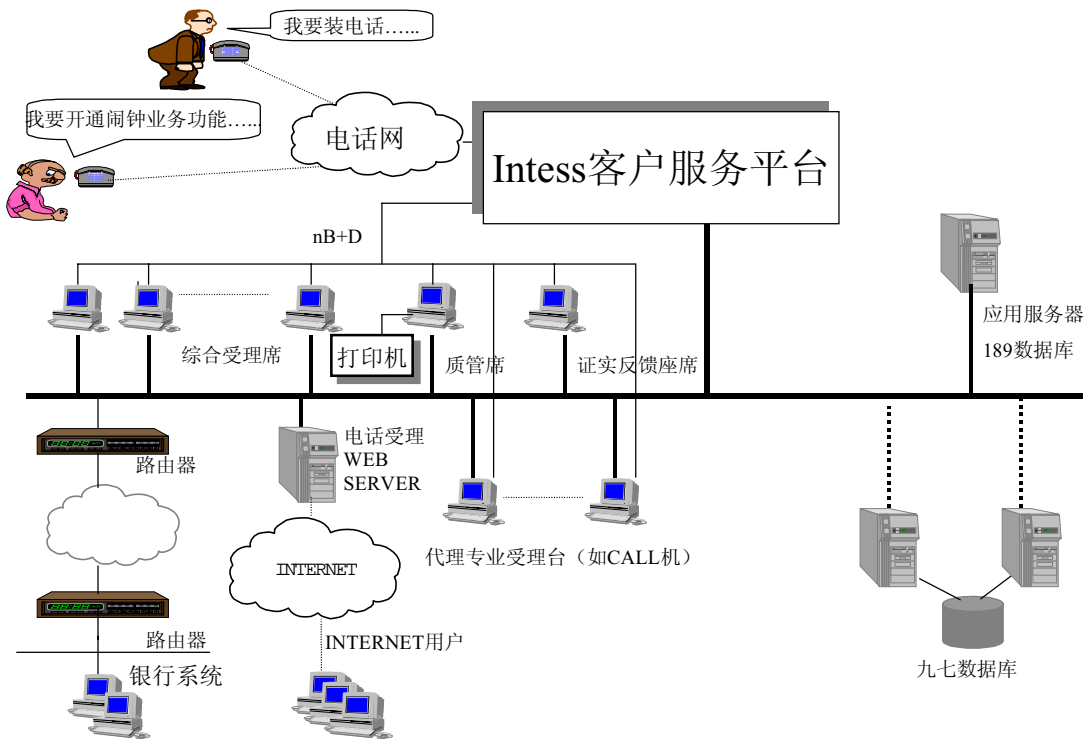 我要装电话…...
我要开通闹钟业务功能…...
电话网
Intess客户服务平台
nB+D
应用服务器
189数据库
综合受理席
打印机
质管席
证实反馈座席
路由器
电话受理
WEB
SERVER
代理专业受理台（如CALL机）
INTERNET
路由器
INTERNET用户
银行系统
九七数据库